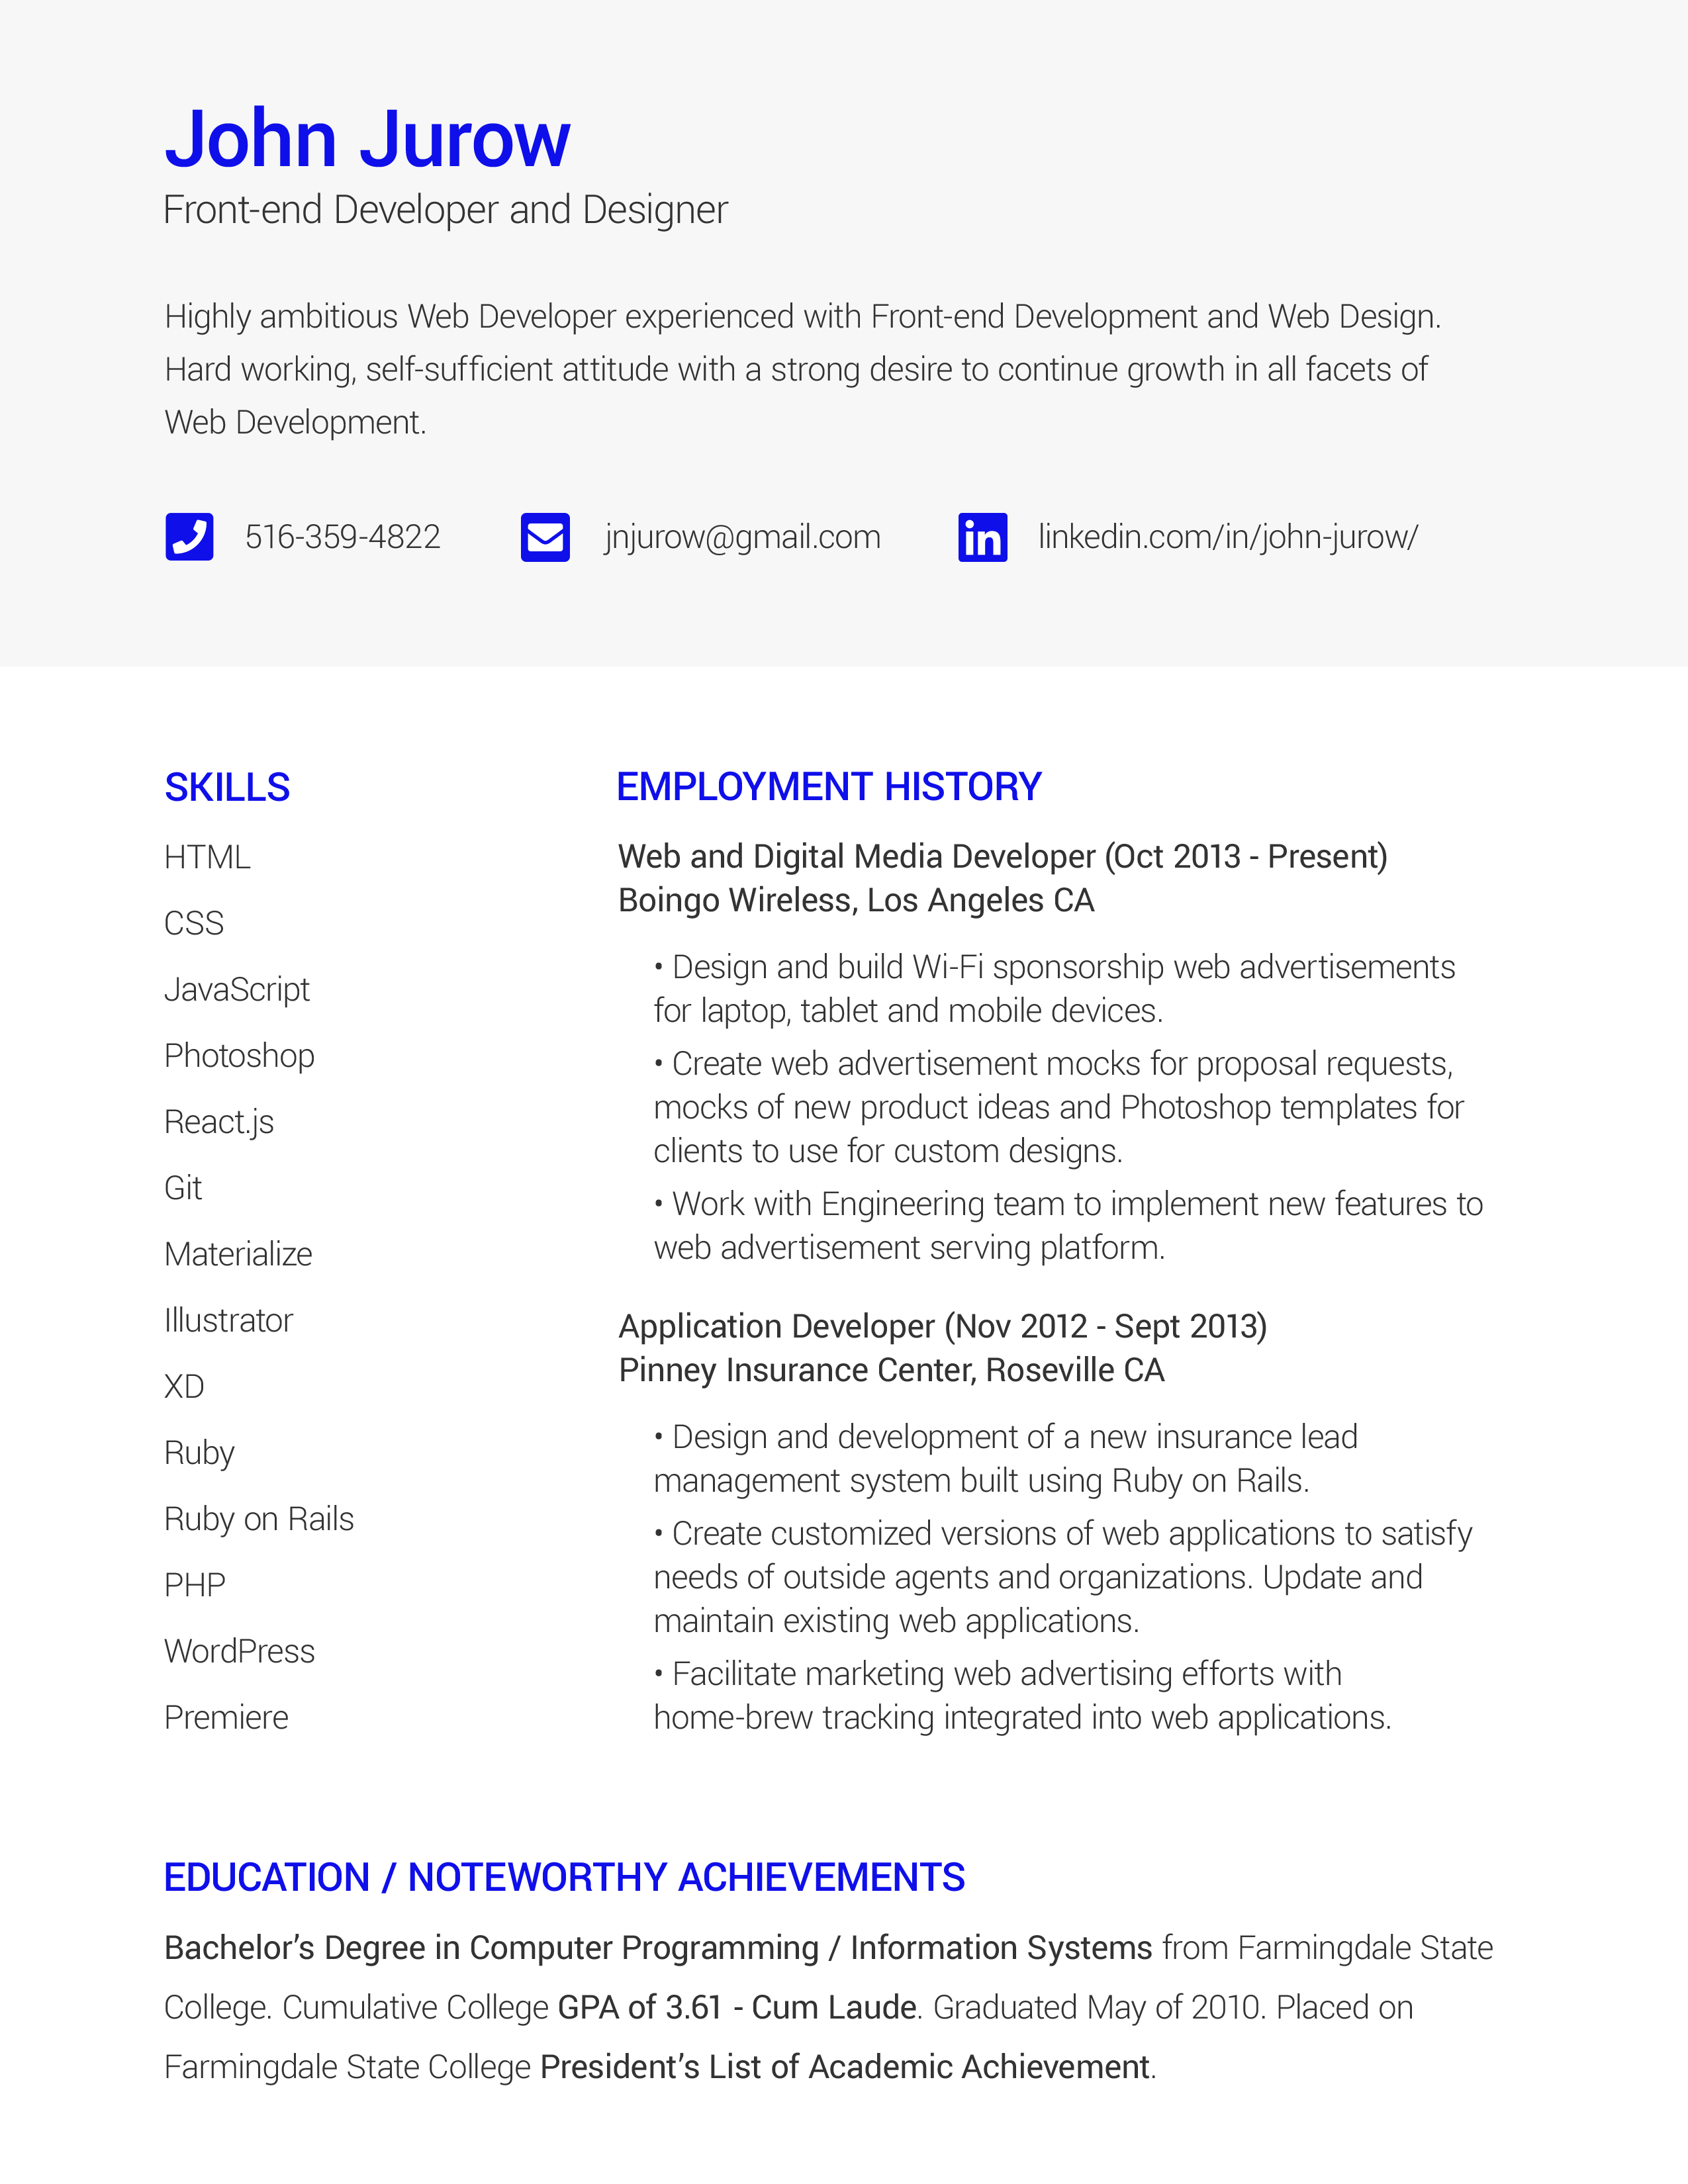 John Jurow
Front-end Developer and Designer
Highly ambitious Web Developer experienced with Front-end Development and Web Design.
Hard working, self-sufficient attitude with a strong desire to continue growth in all facets of
Web Development.
516-359-4822
jnjurow@gmail.com
in linkedin.com/in/john-jurow/
SKILLS
HTML
CSS
JavaScript
Photoshop
React.js
Git
Materialize
Illustrator
XD
Ruby
Ruby on Rails
PHP
WordPress
Premiere
EMPLOYMENT HISTORY
Web and Digital Media Developer (Oct 2013 - Present)
Boingo Wireless, Los Angeles CA
• Design and build Wi-Fi sponsorship web advertisements
for laptop, tablet and mobile devices.
• Create web advertisement mocks for proposal requests,
mocks of new product ideas and Photoshop templates for
clients to use for custom designs.
• Work with Engineering team to implement new features to
web advertisement serving platform.
Application Developer (Nov 2012 - Sept 2013)
Pinney Insurance Center, Roseville CA
• Design and development of a new insurance lead
management system built using Ruby on Rails.
• Create customized versions of web applications to satisfy
needs of outside agents and organizations. Update and
maintain existing web applications.
• Facilitate marketing web advertising efforts with
home-brew tracking integrated into web applications.
EDUCATION / NOTEWORTHY ACHIEVEMENTS
Bachelor’s Degree in Computer Programming / Information Systems from Farmingdale State
College. Cumulative College GPA of 3.61 - Cum Laude. Graduated May of 2010. Placed on
Farmingdale State College President’s List of Academic Achievement.